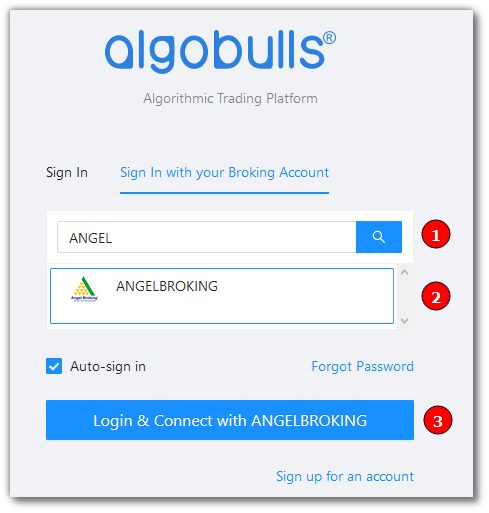 algobulls®
Algorithmic Trading Platform
Sign In Sign In with your Broking Account
ANGEL 1
ANGELBROKING
Angel Broking
2
Auto-sign in Forgot Password
Login & Connect with ANGELBROKING 3
Sign up for an account